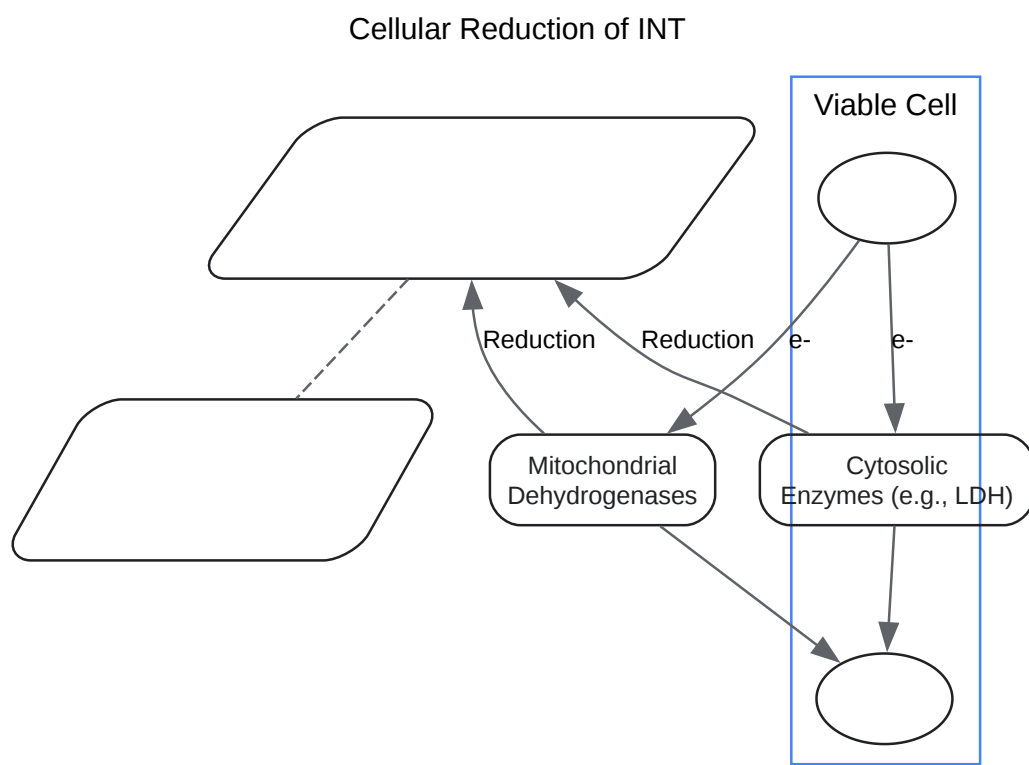 Cellular Reduction of INT
Viable Cell
Reduction
Reduction
e-
e-
Mitochondrial
Dehydrogenases
Cytosolic
Enzymes (e.g., LDH)